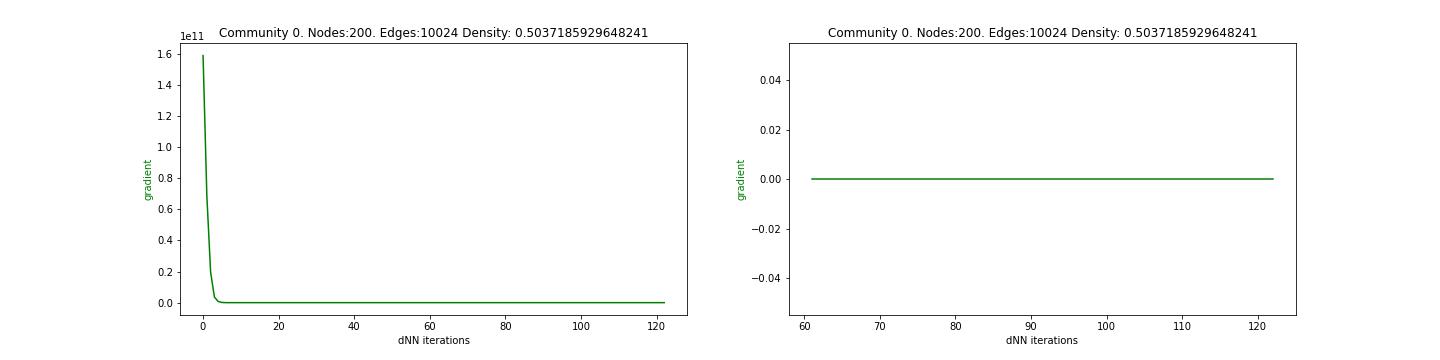 Community 0. Nodes:200. Edges:10024 Density: 0.5037185929648241
1e11
1.6
1.4
1.2
1.0
0.8
0.6
0.4
0.2
0.0
gradient
0 20 40 60 80 100 120
dNN iterations
Community 0. Nodes:200. Edges:10024 Density: 0.5037185929648241
0.04
0.02
0.00
−0.02
−0.04
gradient
60 70 80 90 100 110 120
dNN iterations